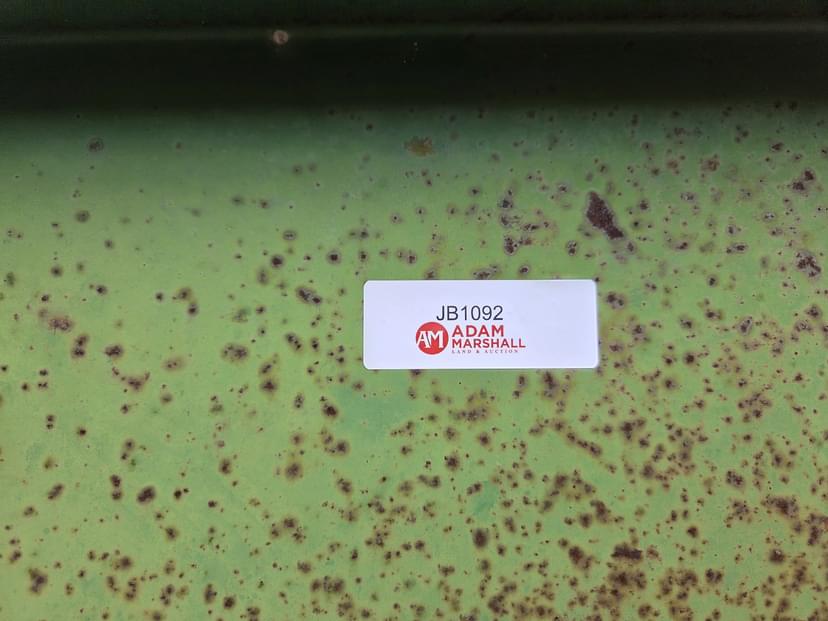 JB1092
AM
ADAM
MARSHALL
LAND & AUCTION